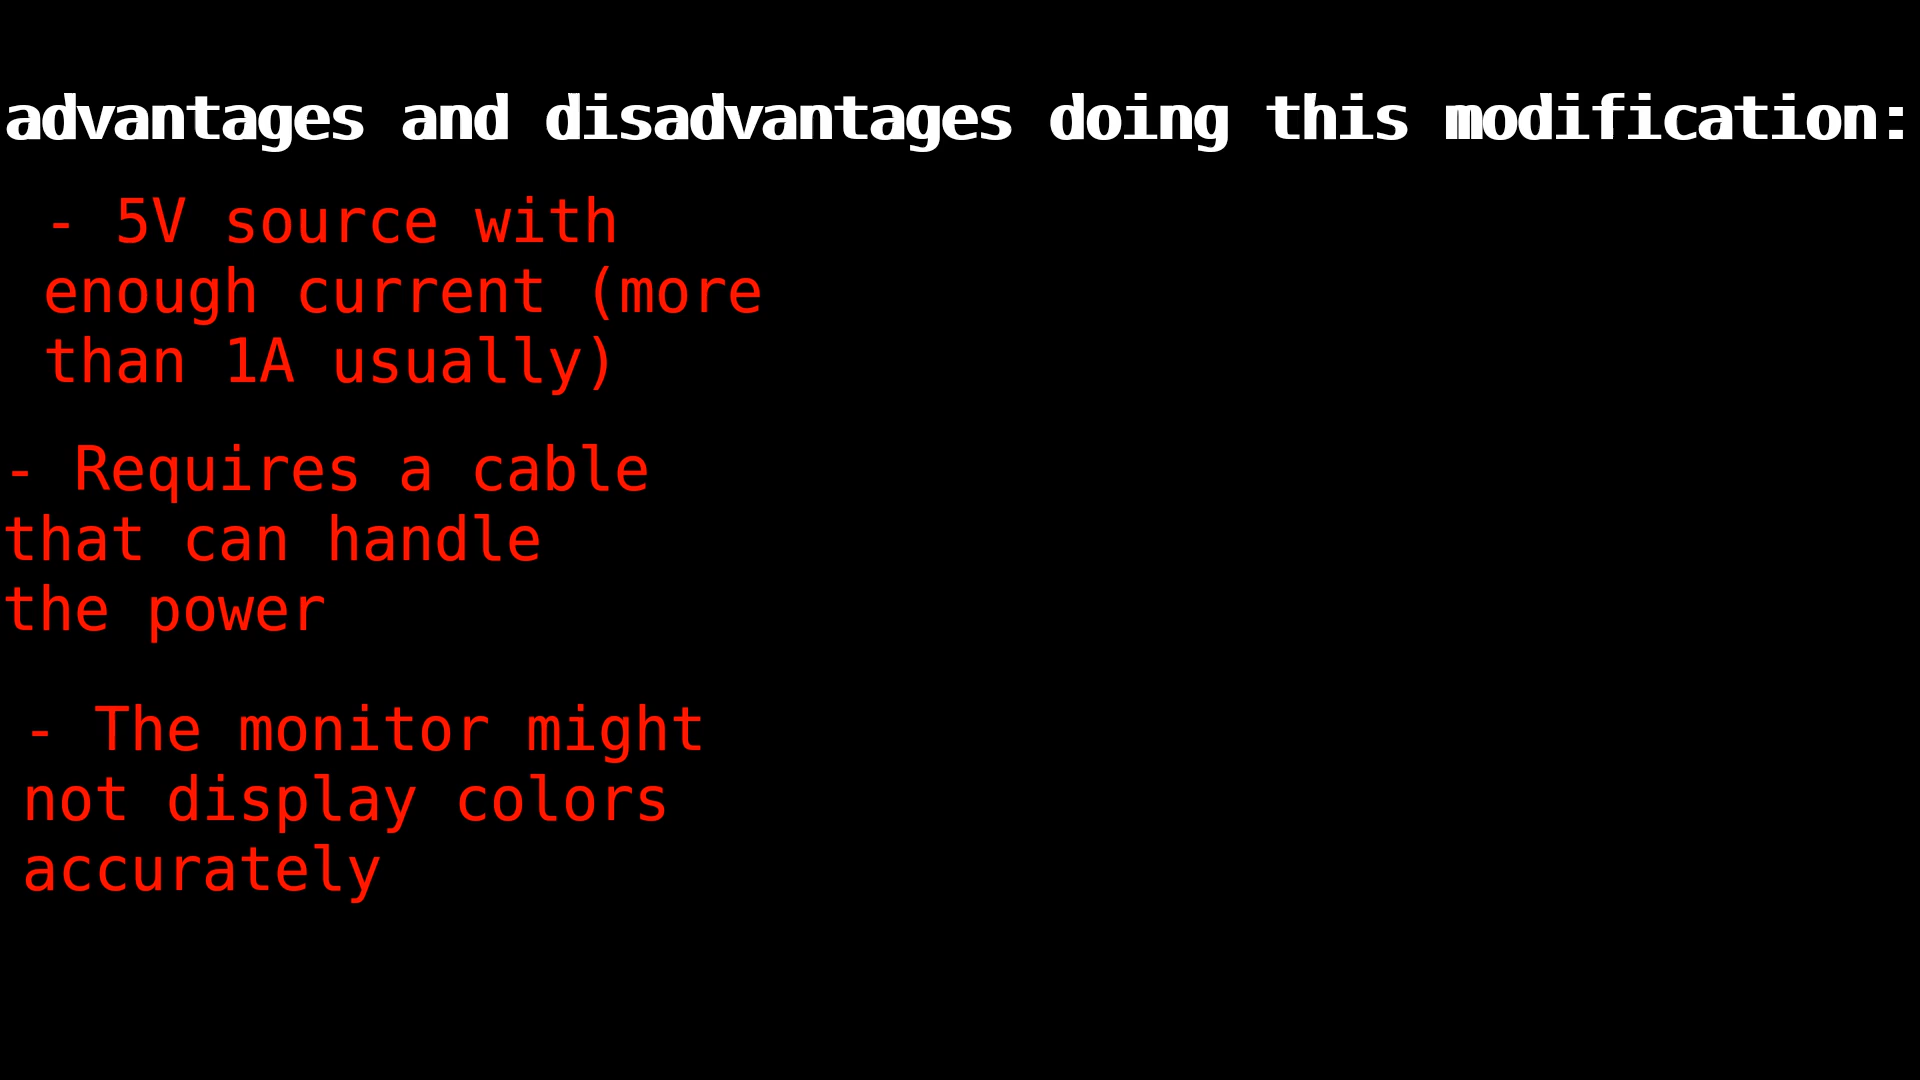 advantages and disadvantages doing this modification:
- 5V source with
enough current (more
than 1A usually)
- Requires a cable
that can handle
the power
- The monitor might
not display colors
accurately